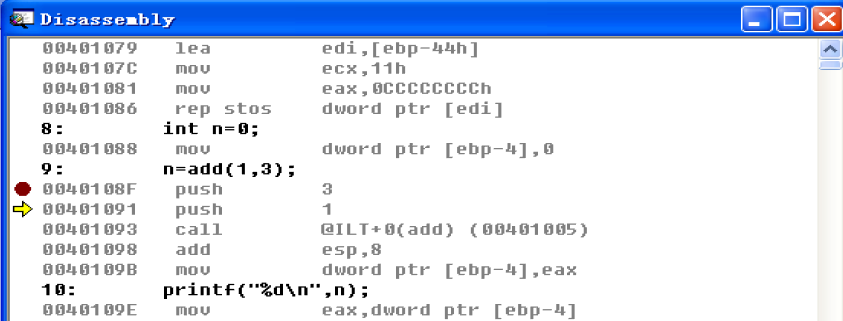 Disassembly
00401079 lea edi,[ebp-44h]
0040107C mov ecx,11h
00401081 mov eax,0CCCCCCCCh
00401086 rep stos dword ptr [edi]
8: int n=0;
00401088 mov dword ptr [ebp-4],0
9: n=add(1,3);
0040108F push 3
00401091 push 1
00401093 call @ILT+0(add) (00401005)
00401098 add esp,8
0040109B mov dword ptr [ebp-4],eax
10: printf("%d\n",n);
0040109E mov eax,dword ptr [ebp-4]